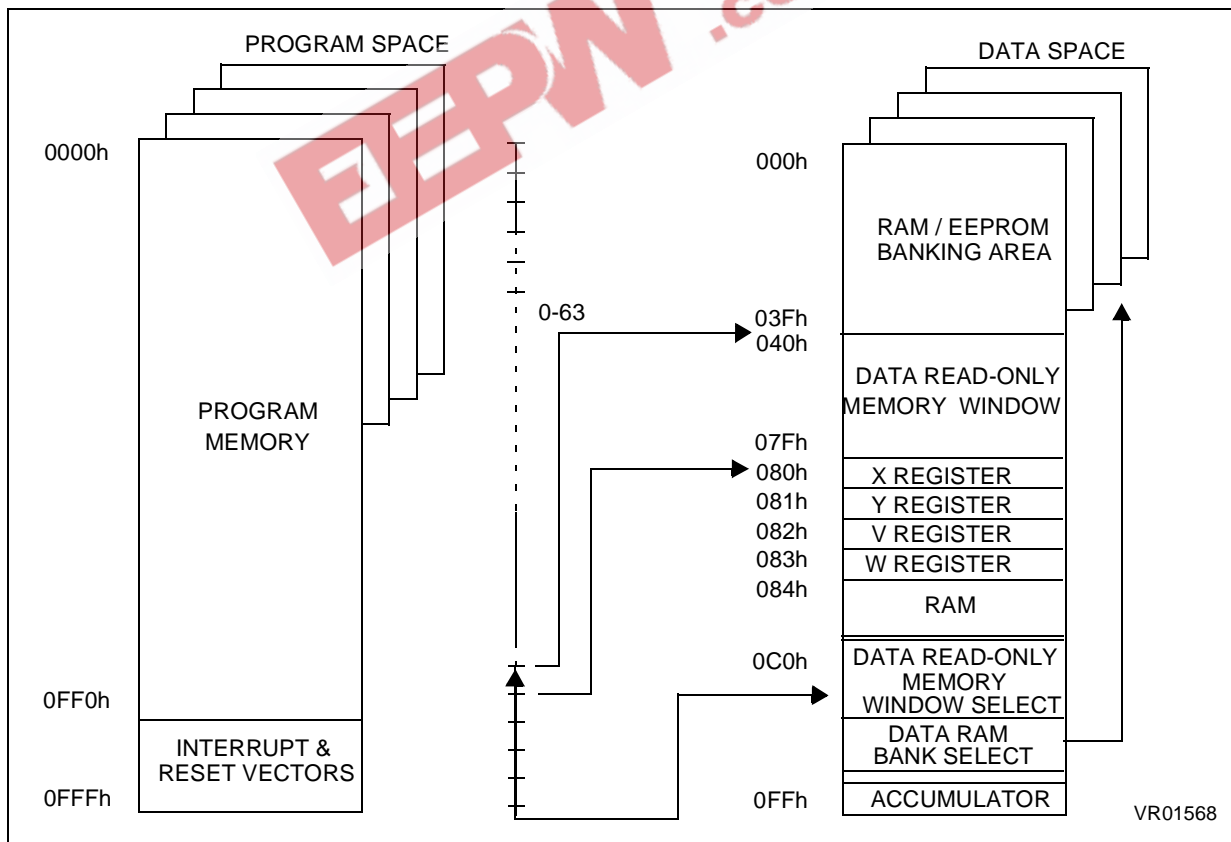 PROGRAM SPACE
0000h
PROGRAM
MEMORY
0FF0h
INTERRUPT &
RESET VECTORS
0FFFh
0-63
DATA SPACE
000h
RAM / EEPROM
BANKING AREA
03Fh
040h
DATA READ-ONLY
MEMORY WINDOW
07Fh
080h
X REGISTER
081h
Y REGISTER
082h
V REGISTER
083h
W REGISTER
084h
RAM
0C0h
DATA READ-ONLY
MEMORY
WINDOW SELECT
DATA RAM
BANK SELECT
0FFh
ACCUMULATOR
VR01568
EEPW